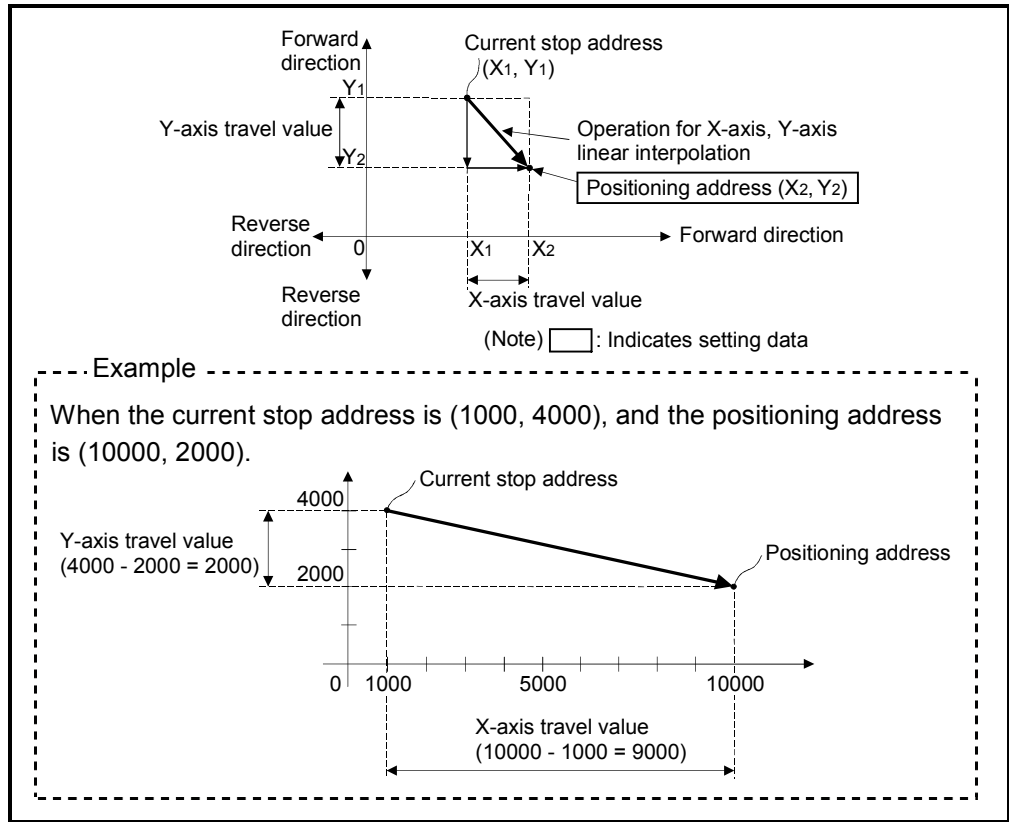 Forward
direction
Current stop address
(X1, Y1)
Y1
Y-axis travel value
Operation for X-axis, Y-axis
linear interpolation
Y2
Positioning address (X2, Y2)
Reverse
direction
0
X1
X2
Forward direction
Reverse
direction
X-axis travel value
(Note) : Indicates setting data
Example
When the current stop address is (1000, 4000), and the positioning address
is (10000, 2000).
Current stop address
4000
Y-axis travel value
(4000 - 2000 = 2000)
Positioning address
2000
0 1000 5000 10000
X-axis travel value
(10000 - 1000 = 9000)